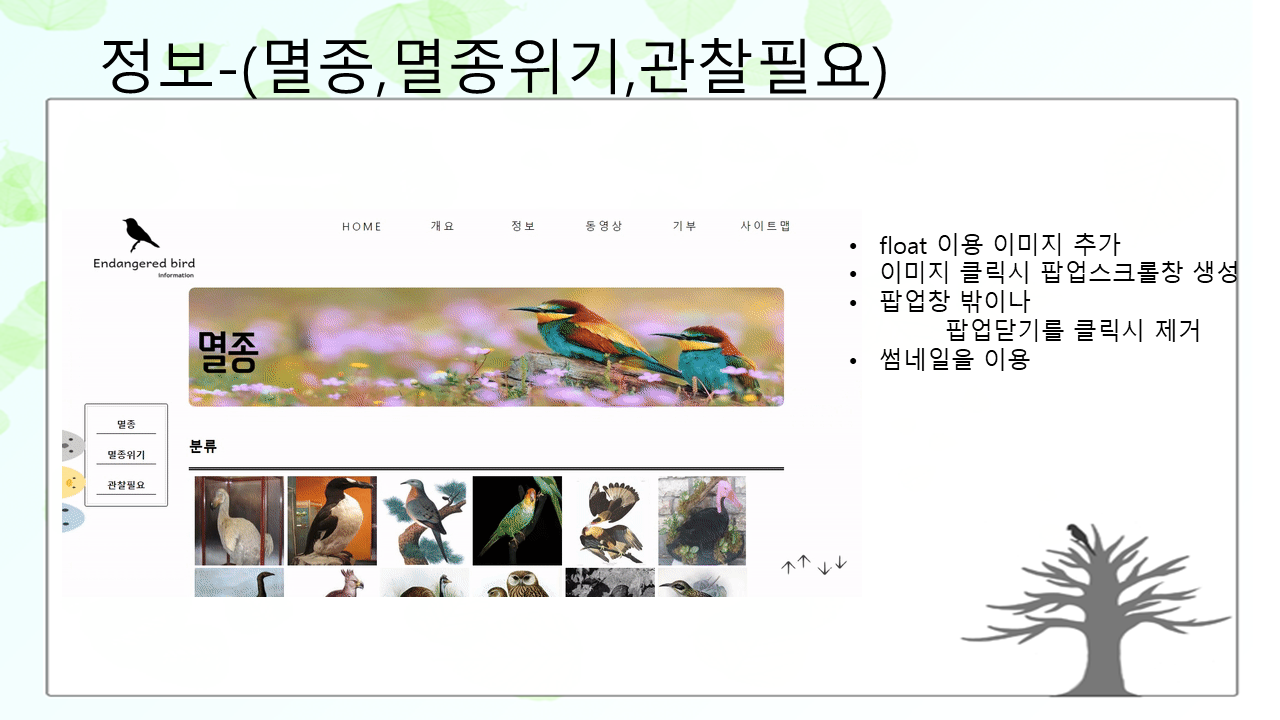 정보-(멸종,멸종위기,관찰필요)
HOME 개요 정보 동영상 기부 사이트맵
Endangered bird
Information
멸종
멸종
멸종위기
관찰필요
분류
• float 이용 이미지 추가
• 이미지 클릭시 팝업스크롤창 생성
• 팝업창 밖이나
팝업닫기를 클릭시 제거
• 썸네일을 이용